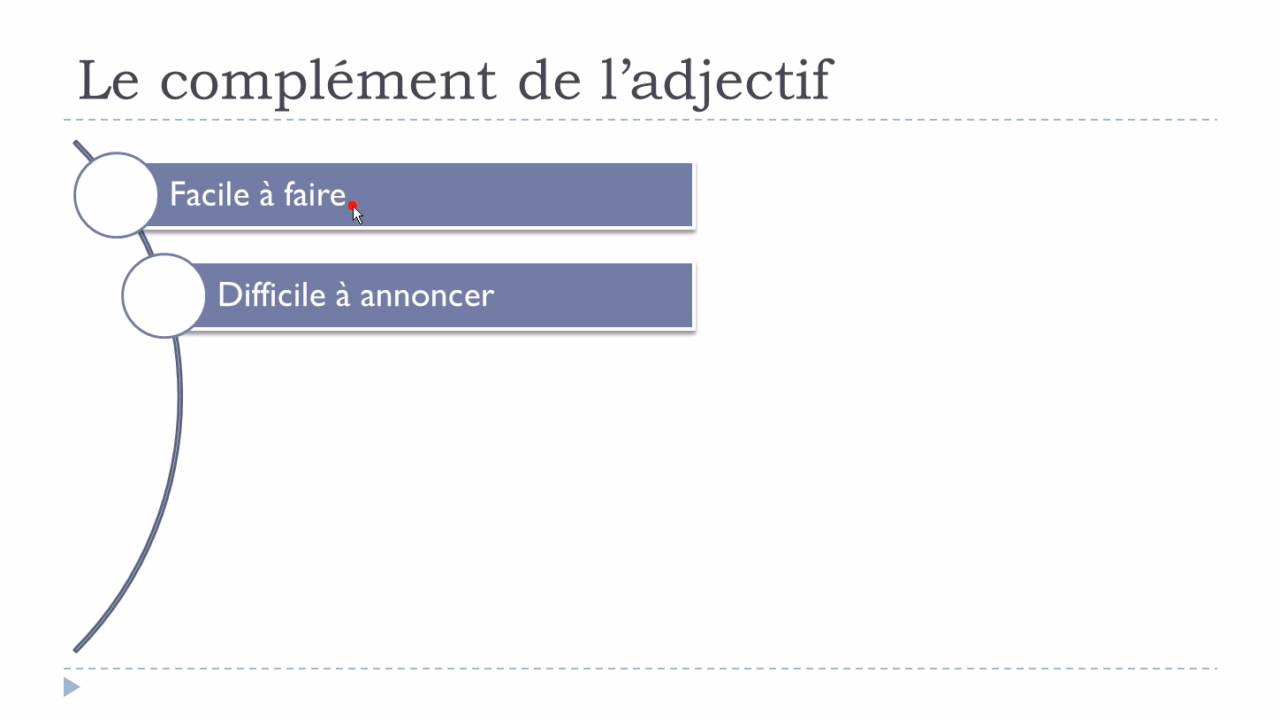 Le complément de l’adjectif
Facile à faire
Difficile à annoncer